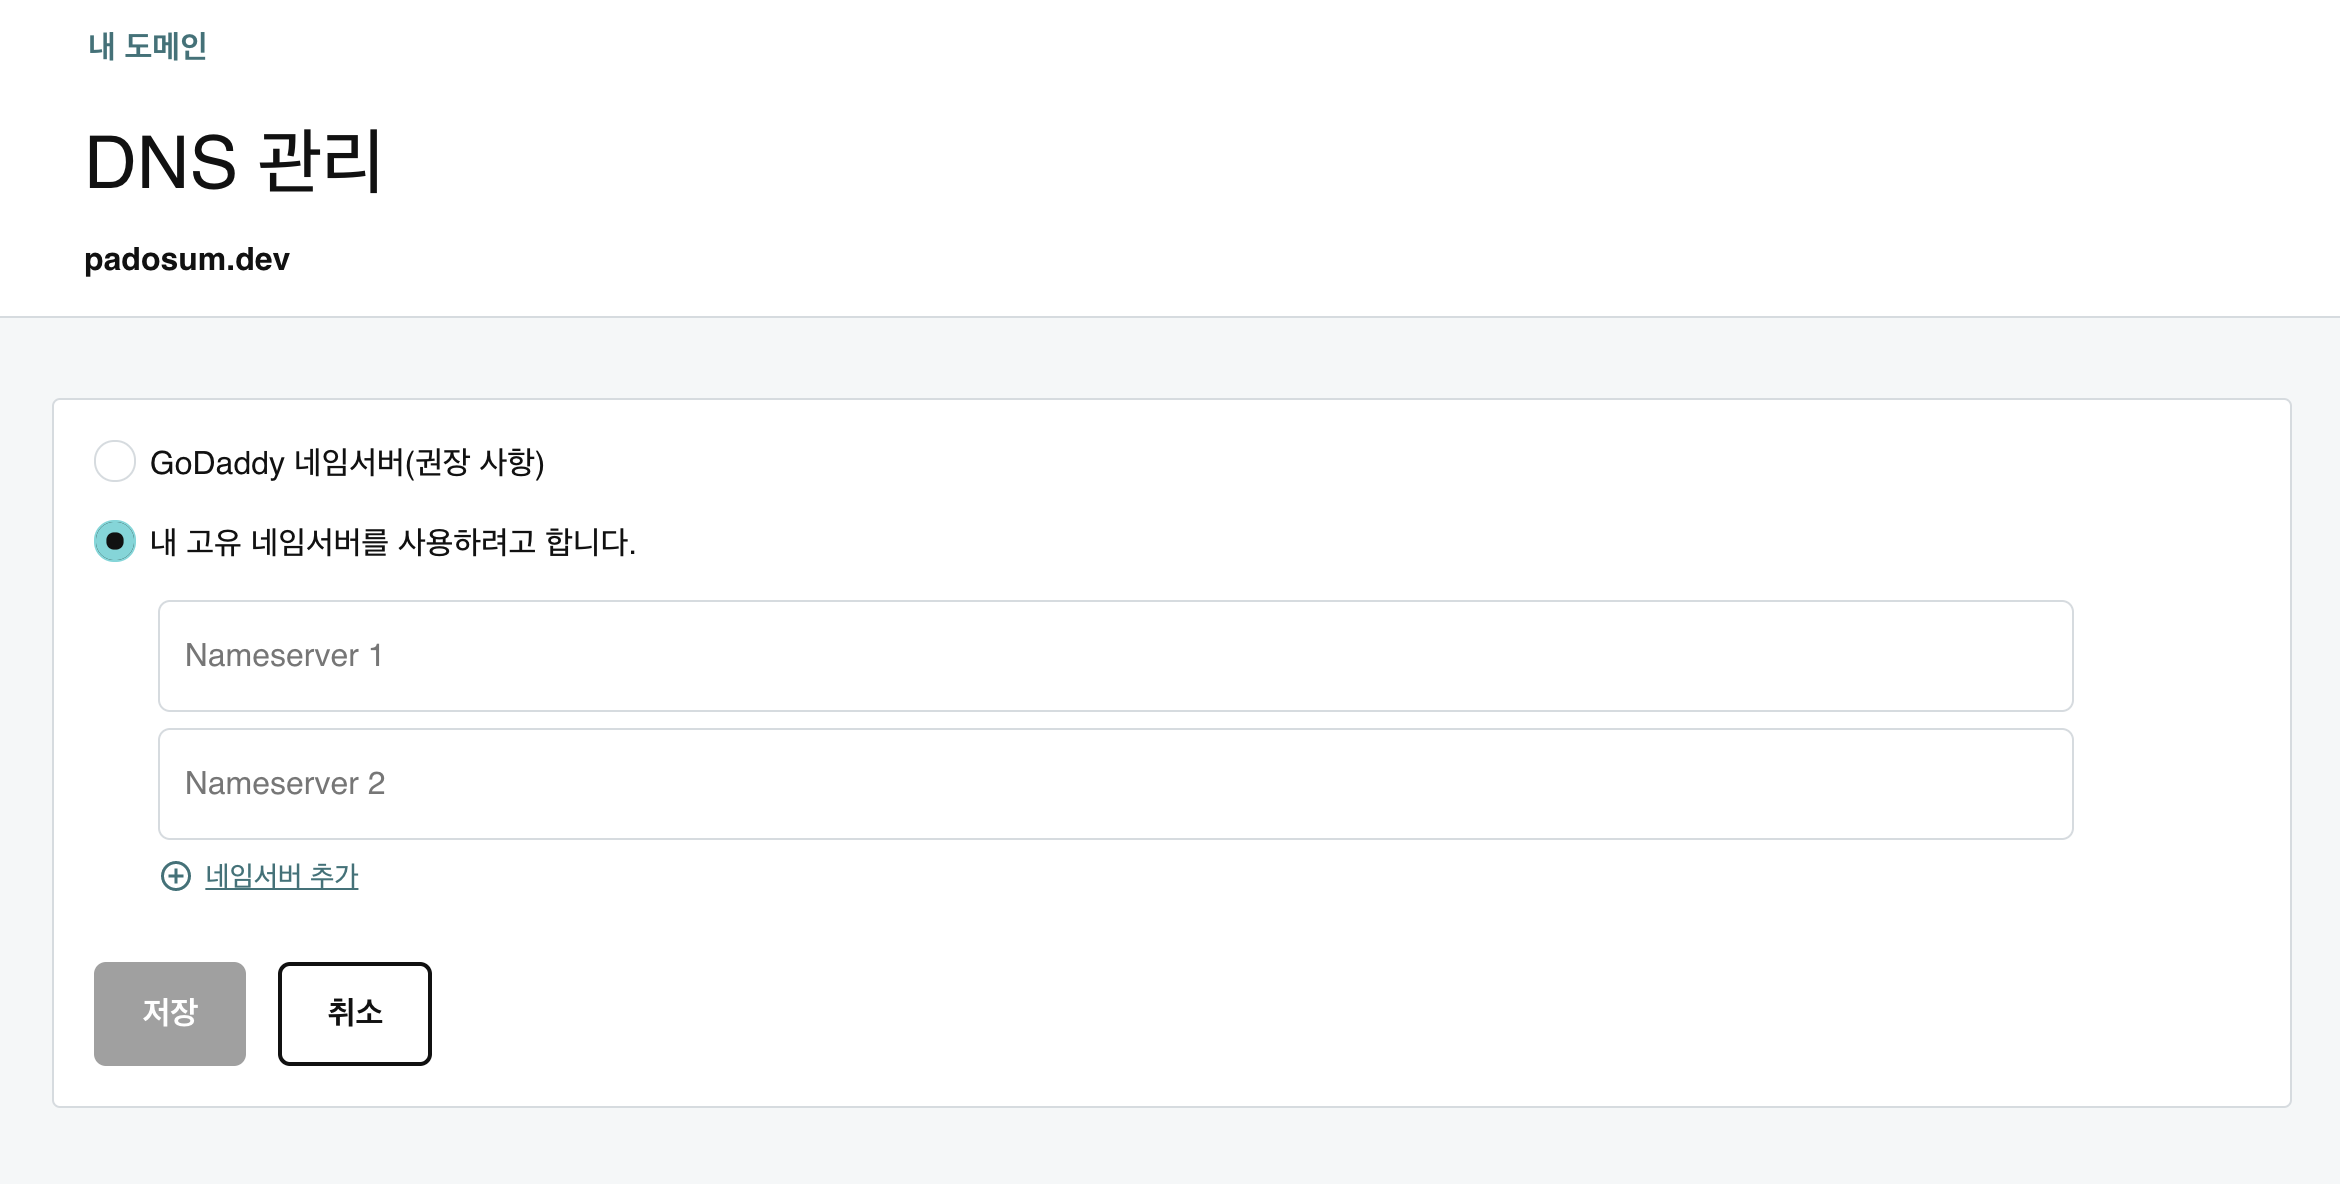 내 도메인
DNS 관리
padosum.dev
GoDaddy 네임서버(권장 사항)
내 고유 네임서버를 사용하려고 합니다.
Nameserver 1
Nameserver 2
네임서버 추가
저장 취소